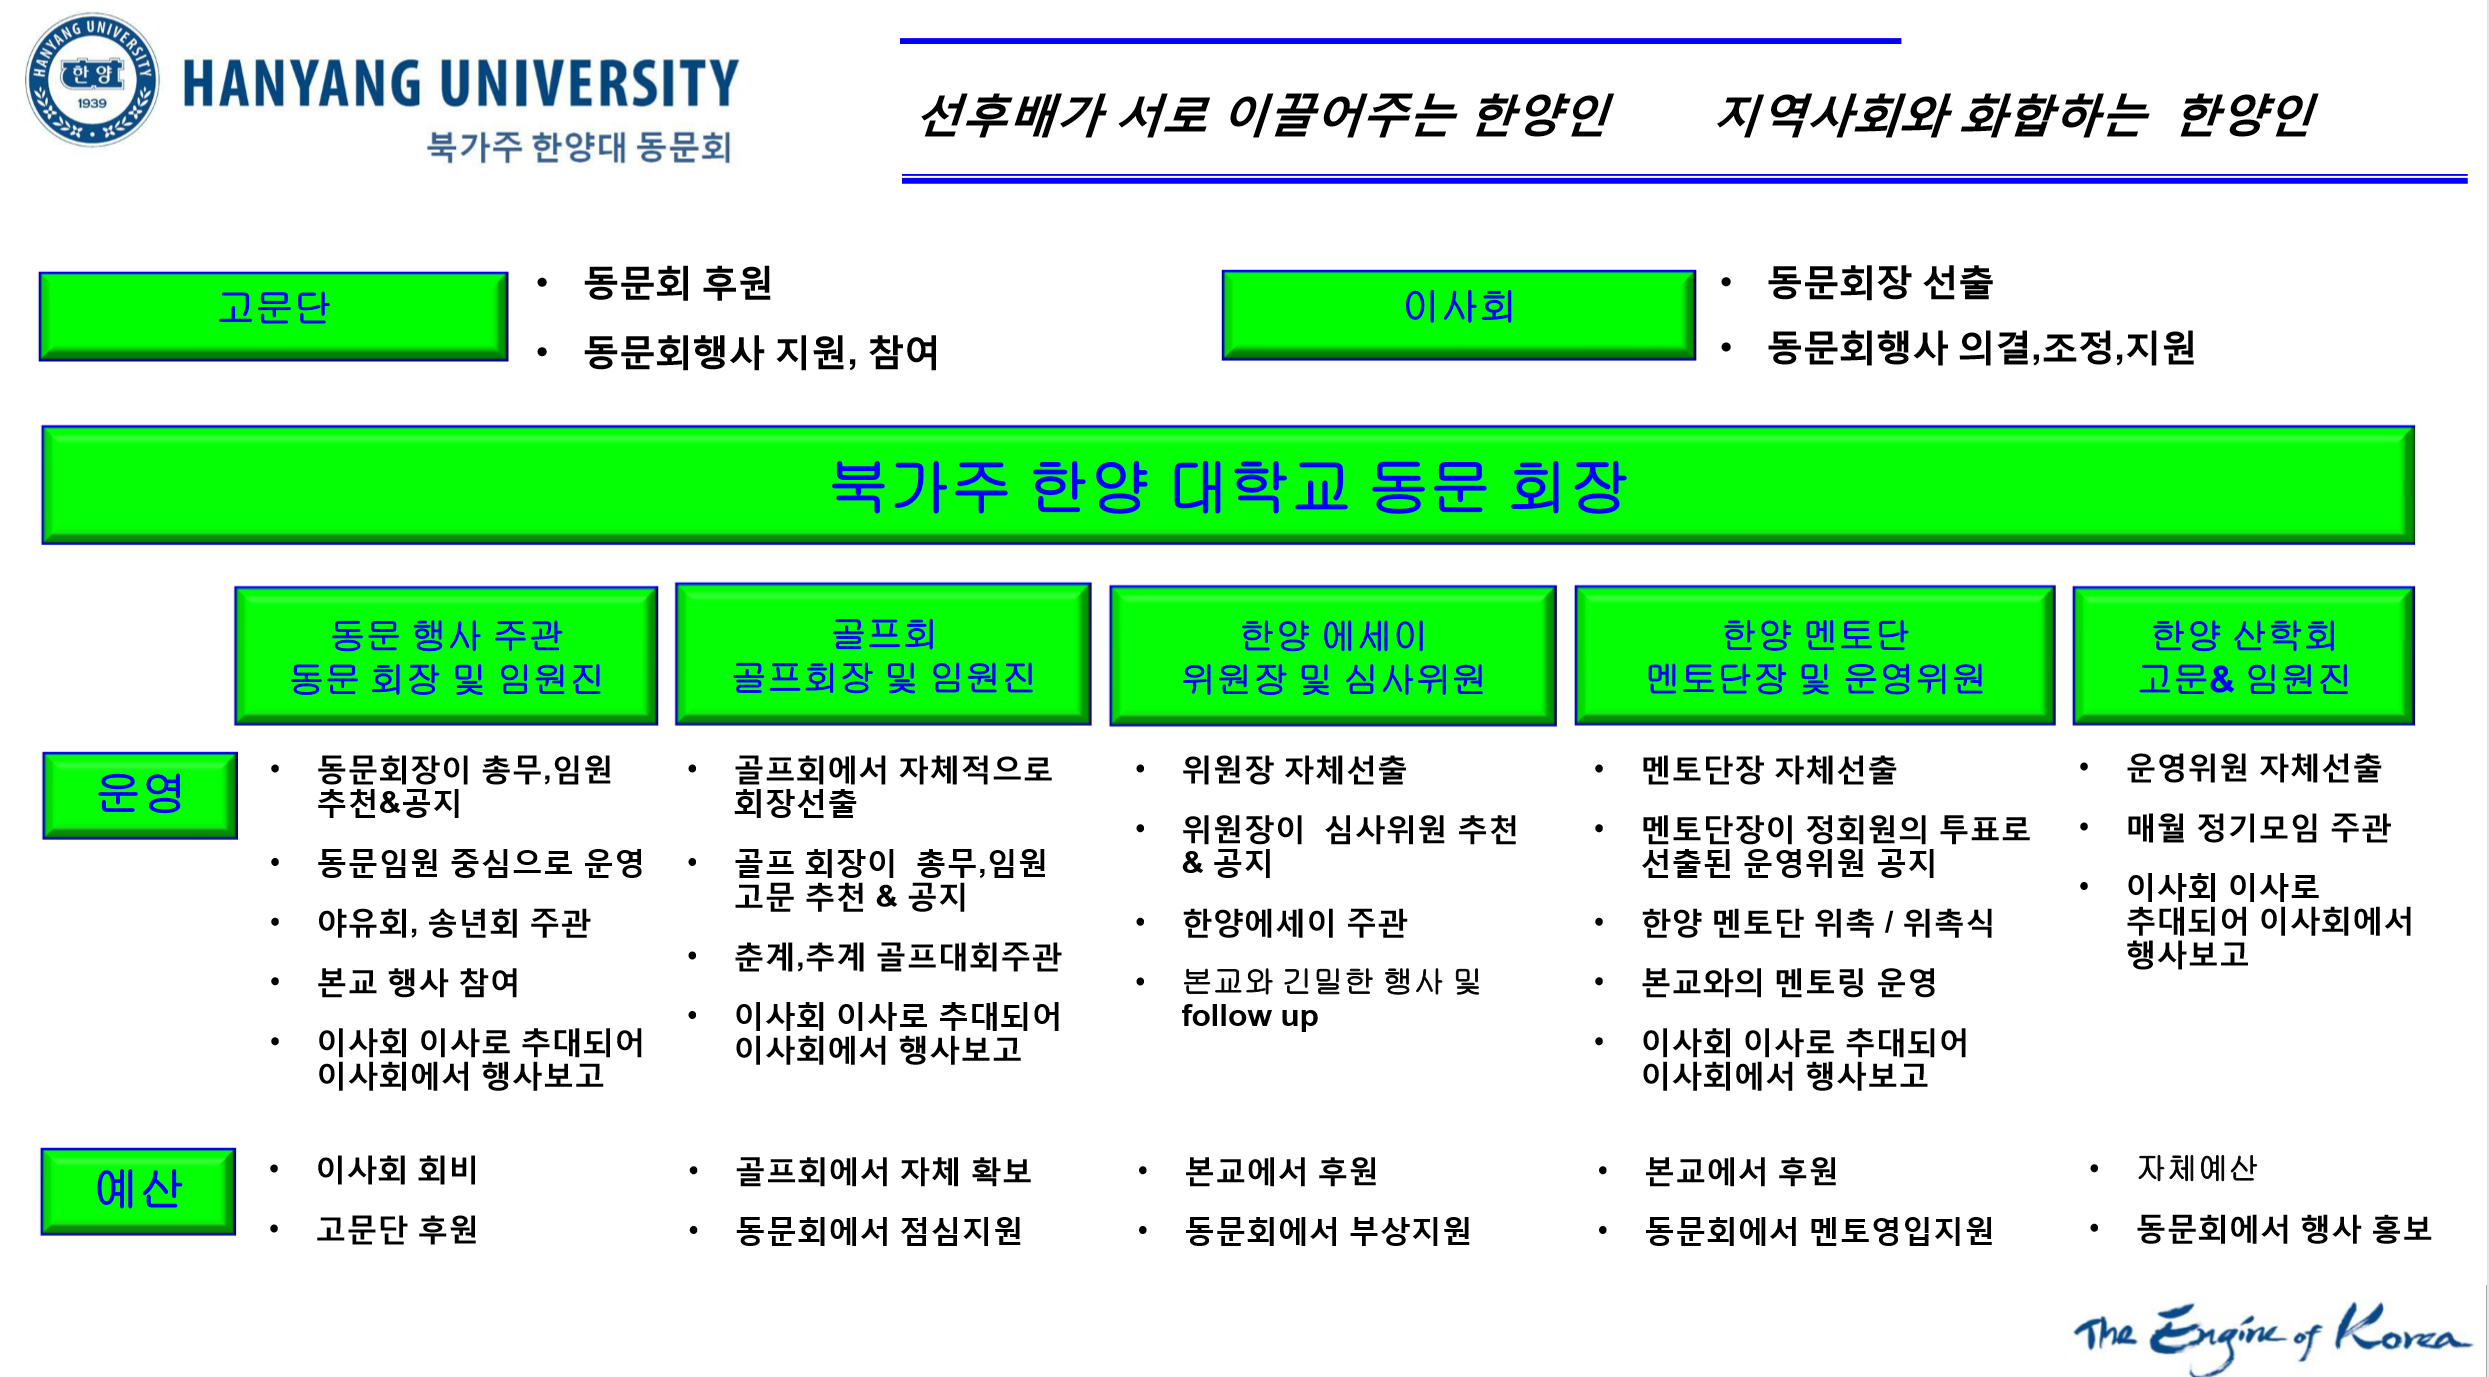 HANYANG UNIVERSITY
한양
1939
HANYANG UNIVERSITY
북가주 한양대 동문회
선후배가 서로 이끌어주는 한양인 지역사회와 화합하는 한양인
고문단
• 동문회 후원
• 동문회행사 지원, 참여
이사회
• 동문회장 선출
• 동문회행사 의결,조정,지원
북가주 한양 대학교 동문 회장
동문 행사 주관
동문 회장 및 임원진
골프회
골프회장 및 임원진
한양 에세이
위원장 및 심사위원
한양 멘토단
멘토단장 및 운영위원
한양 산학회
고문& 임원진
운영
• 동문회장이 총무,임원
추천&공지
• 동문임원 중심으로 운영
• 야유회, 송년회 주관
• 본교 행사 참여
• 이사회 이사로 추대되어
이사회에서 행사보고
• 골프회에서 자체적으로
회장선출
• 골프 회장이 총무,임원
고문 추천 & 공지
• 춘계,추계 골프대회주관
• 이사회 이사로 추대되어
이사회에서 행사보고
• 위원장 자체선출
• 위원장이 심사위원 추천
& 공지
• 한양에세이 주관
• 본교와 긴밀한 행사 및
follow up
• 멘토단장 자체선출
• 멘토단장이 정회원의 투표로
선출된 운영위원 공지
• 한양 멘토단 위촉 / 위촉식
• 본교와의 멘토링 운영
• 이사회 이사로 추대되어
이사회에서 행사보고
• 운영위원 자체선출
• 매월 정기모임 주관
• 이사회 이사로
추대되어 이사회에서
행사보고
예산
• 이사회 회비
• 고문단 후원
• 골프회에서 자체 확보
• 동문회에서 점심지원
• 본교에서 후원
• 동문회에서 부상지원
• 본교에서 후원
• 동문회에서 멘토영입지원
• 자체예산
• 동문회에서 행사 홍보
The Engine of Korea